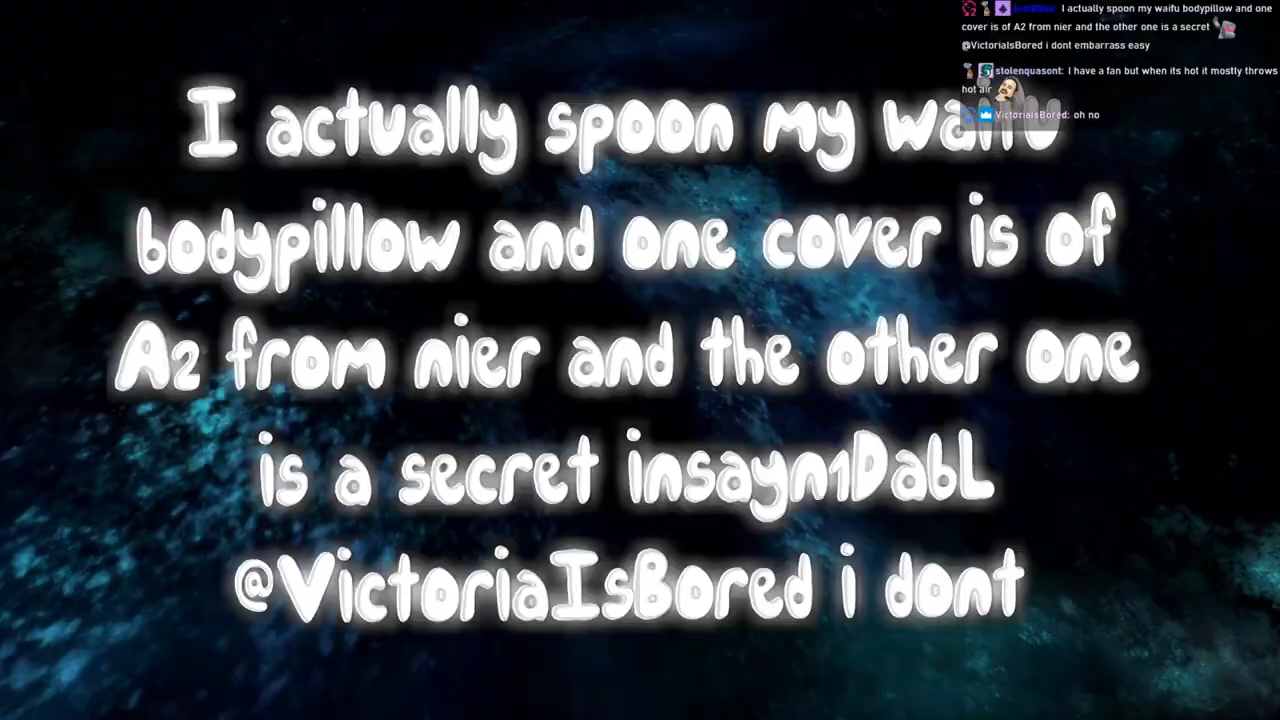 I actually spoon my waifu
bodypillow and one cover is of
A2 from nier and the other one
is a secret insayn1DabL
@VictoriaIsBored i dont
I actually spoon my waifu bodypillow and one
cover is of A2 from nier and the other one is a secret
@VictoriaIsBored i dont embarrass easy
stolenquasont: I have a fan but when its hot it mostly throws
hot air
VictoriaIsBored: oh no